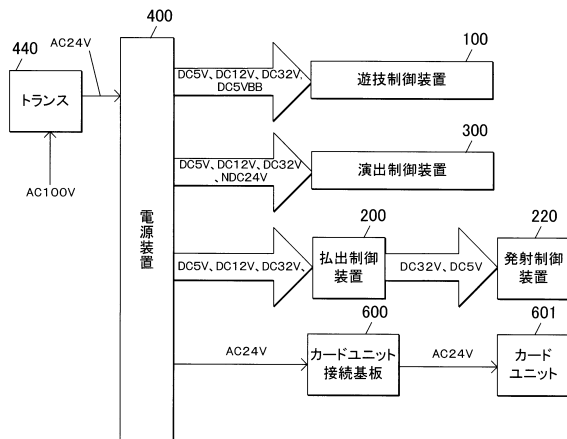 440
AC24V
400
トランス
AC100V
電源装置
DC5V、DC12V、DC32V、
DC5VBB
100
遊技制御装置
DC5V、DC12V、DC32V
、NDC24V
300
演出制御装置
DC5V、DC12V、DC32V、
200
払出制御
装置
DC32V、DC5V
220
発射制御
装置
AC24V
600
カードユニット
接続基板
AC24V
601
カード
ユニット